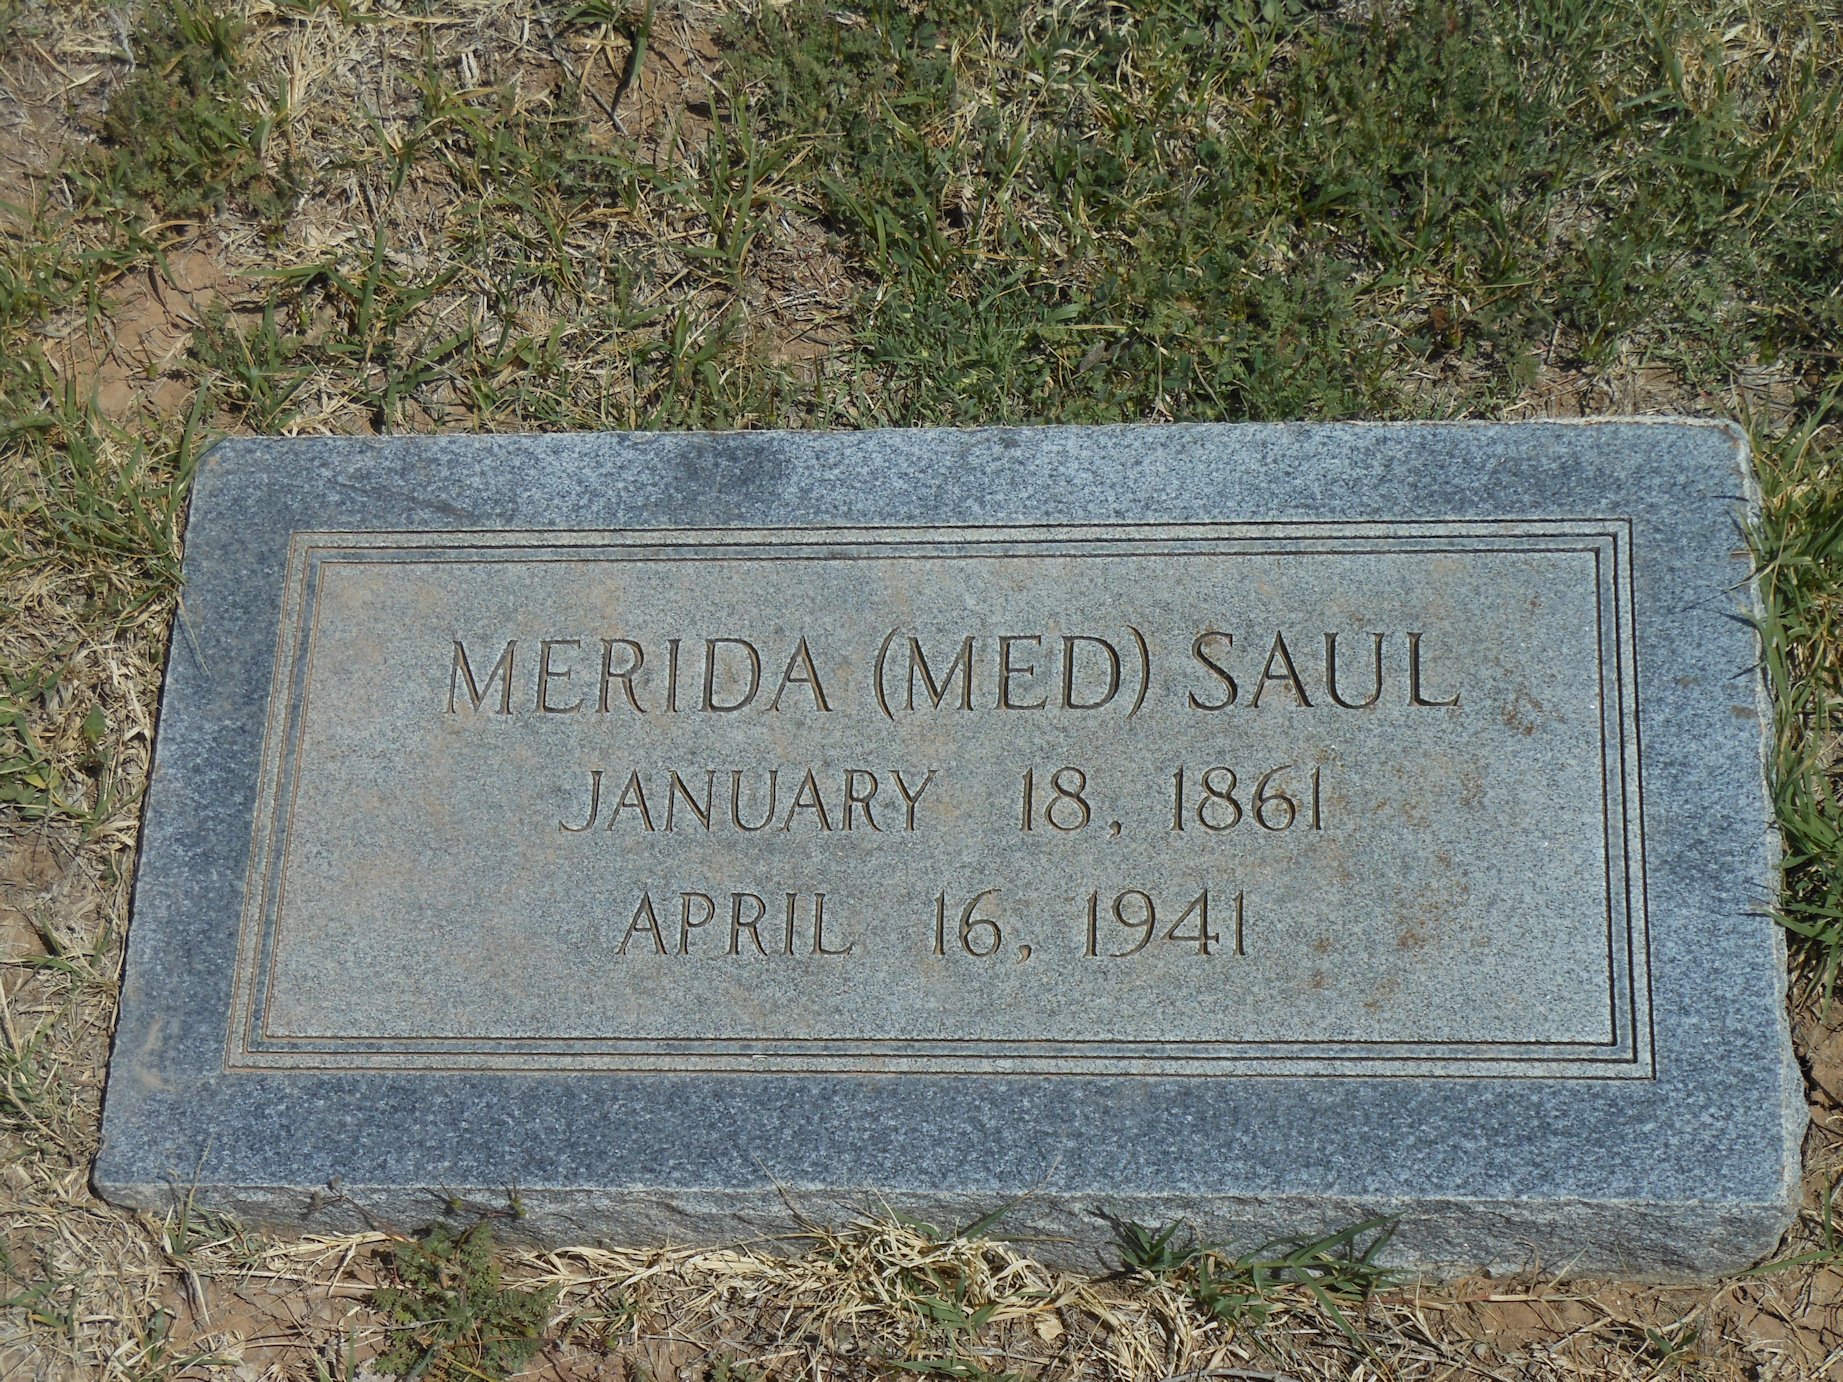 MERIDA (MED) SAUL
JANUARY 18, 1861
APRIL 16, 1941